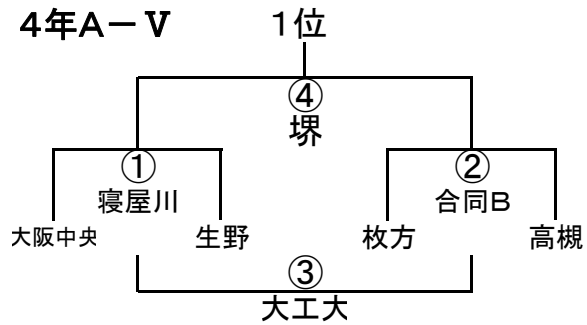 ４年Ａ－Ⅴ １位
④
堺
① ②
寝屋川 合同Ｂ
大阪中央 生野 枚方 高槻
③
大工大